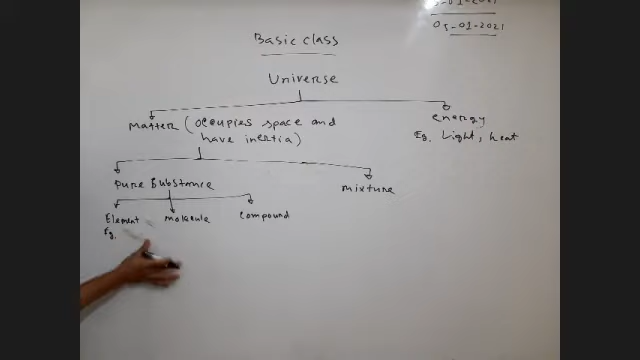 05-01-2021
Basic class
Universe
Matter (occupies space and
have inertia)
energy
Eg. Light, heat
Pure Substance
mixture
Element
molecule
compound
Eg.